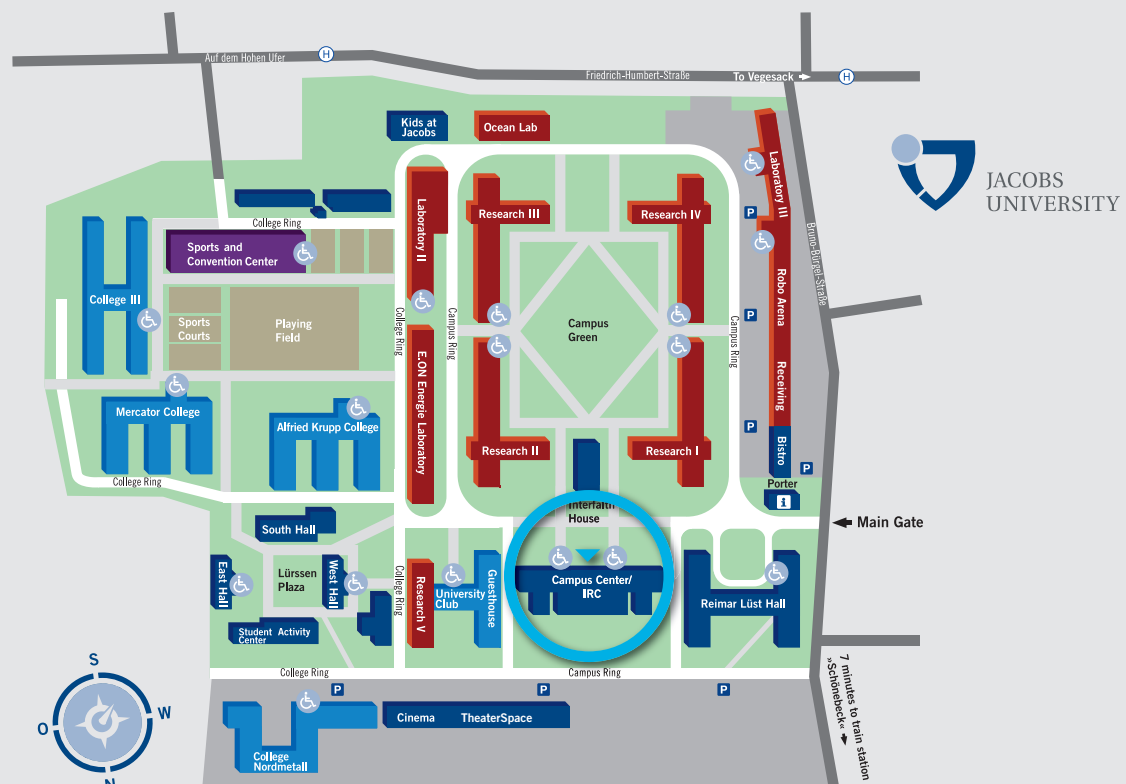 Auf dem Hohen Ufer
H
Friedrich-Humbert-Straße
To Vegesack
H
Kids at
Jacobs
Ocean Lab
JACOBS
UNIVERSITY
Laboratory III
Laboratory II
Research III
Research IV
P
College Ring
Sports and
Convention Center
Bruno-Bürgel-Straße
College III
Robo Arena
Sports
Courts
Playing
Field
College Ring
Campus Ring
Campus
Green
Campus Ring
P
E.ON Energie Laboratory
Receiving
Mercator College
Alfried Krupp College
Research II
Research I
P
Bistro
P
College Ring
Porter
i
Interfaith
House
Main Gate
South Hall
East Hall
Lürssen
Plaza
West Hall
College Ring
Research V
University
Club
Guesthouse
Campus Center/
IRC
Reimar Lüst Hall
Student Activity
Center
College Ring
Campus Ring
7 minutes to train station
»Schönebeck«
P
P
P
S
O
W
N
Cinema
TheaterSpace
College
Nordmetall